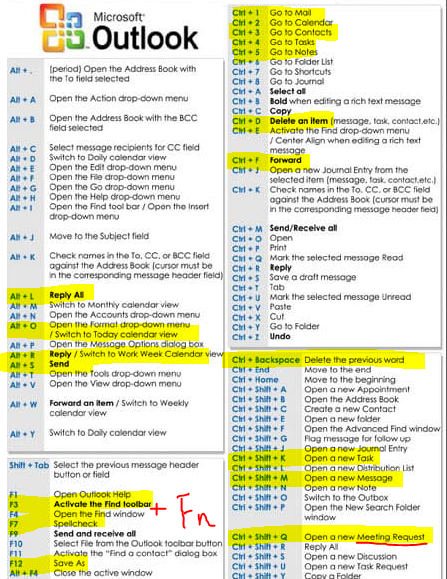 Microsoft®
Outlook
Alt + . (period) Open the Address Book with
the To field selected
Alt + A Open the Action drop-down menu
Alt + B Open the Address Book with the BCC
field selected
Alt + C Select message recipients for CC field
Alt + D Switch to Daily calendar view
Alt + E Open the Edit drop-down menu
Alt + F Open the File drop-down menu
Alt + G Open the Go drop-down menu
Alt + H Open the Help drop-down menu
Alt + I Open the Find tool bar / Open the Insert
drop-down menu
Alt + J Move to the Subject field
Alt + K Check names in the To, CC, or BCC field
against the Address Book (cursor must be
in the corresponding message header field)
Alt + L Reply All
Alt + M Switch to Monthly calendar view
Alt + N Open the Accounts drop-down menu
Alt + O Open the Format drop-down menu
/ Switch to Today calendar view
Alt + P Open the Message Options dialog box
Alt + R Reply / Switch to Work Week Calendar view
Alt + S Send
Alt + T Open the Tools drop-down menu
Alt + V Open the View drop-down menu
Alt + W Forward an item / Switch to Weekly
calendar view
Alt + Y Switch to Daily calendar view
Shift + Tab Select the previous message header
button or field
F1 Open Outlook Help
F3 Activate the Find toolbar
F4 Open the Find window
F7 Spellcheck
F9 Send and receive all
F10 Select File from the Outlook toolbar button
F11 Activate the "Find a contact" dialog box
F12 Save As
Alt + F4 Close the active window
+ Fn
Ctrl + 1 Go to Mail
Ctrl + 2 Go to Calendar
Ctrl + 3 Go to Contacts
Ctrl + 4 Go to Tasks
Ctrl + 5 Go to Notes
Ctrl + 6 Go to Folder List
Ctrl + 7 Go to Shortcuts
Ctrl + 8 Go to Journal
Ctrl + A Select all
Ctrl + B Bold when editing a rich text message
Ctrl + C Copy
Ctrl + D Delete an item (message, task, contact,etc.)
Ctrl + E Activate the Find drop-down menu
/ Center Align when editing a rich text
message
Ctrl + F Forward
Ctrl + J Open a new Journal Entry from the
selected item (message, task, contact,etc.)
Ctrl + K Check names in the To, CC, or BCC field
against the Address Book (cursor must be
in the corresponding message header field)
Ctrl + M Send/Receive all
Ctrl + O Open
Ctrl + P Print
Ctrl + Q Mark the selected message Read
Ctrl + R Reply
Ctrl + S Save a draft message
Ctrl + T Tab
Ctrl + U Mark the selected message Unread
Ctrl + V Paste
Ctrl + X Cut
Ctrl + Y Go to Folder
Ctrl + Z Undo
Ctrl + Backspace Delete the previous word
Ctrl + End Move to the end
Ctrl + Home Move to the beginning
Ctrl + Shift + A Open a new Appointment
Ctrl + Shift + B Open the Address Book
Ctrl + Shift + C Create a new Contact
Ctrl + Shift + E Open a new folder
Ctrl + Shift + F Open the Advanced Find window
Ctrl + Shift + G Flag message for follow up
Ctrl + Shift + J Open a new Journal Entry
Ctrl + Shift + K Open a new Task
Ctrl + Shift + L Open a new Distribution List
Ctrl + Shift + M Open a new Message
Ctrl + Shift + N Open a new Note
Ctrl + Shift + O Switch to the Outbox
Ctrl + Shift + P Open the New Search Folder
window
Ctrl + Shift + Q Open a new Meeting Request
Ctrl + Shift + R Reply All
Ctrl + Shift + S Open a new Discussion
Ctrl + Shift + U Open a new Task Request
Ctrl + Shift + Y Copy a Folder